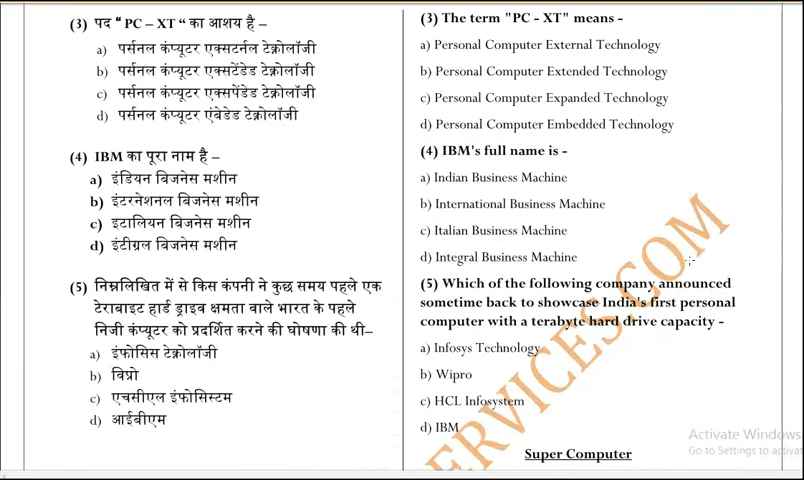 (3) पद “ PC – XT “ का आशय है –
a) पर्सनल कंप्यूटर एक्सटर्नल टेक्नोलॉजी
b) पर्सनल कंप्यूटर एक्सटेंडेड टेक्नोलॉजी
c) पर्सनल कंप्यूटर एक्सपेंडेड टेक्नोलॉजी
d) पर्सनल कंप्यूटर एंबेडेड टेक्नोलॉजी
(4) IBM का पूरा नाम है –
a) इंडियन बिजनेस मशीन
b) इंटरनेशनल बिजनेस मशीन
c) इटालियन बिजनेस मशीन
d) इंटीग्रल बिजनेस मशीन
(5) निम्नलिखित में से किस कंपनी ने कुछ समय पहले एक
टेराबाइट हार्ड ड्राइव क्षमता वाले भारत के पहले
निजी कंप्यूटर को प्रदर्शित करने की घोषणा की थी–
a) इंफोसिस टेक्नोलॉजी
b) विप्रो
c) एचसीएल इंफोसिस्टम
d) आईबीएम
(3) The term "PC - XT" means -
a) Personal Computer External Technology
b) Personal Computer Extended Technology
c) Personal Computer Expanded Technology
d) Personal Computer Embedded Technology
(4) IBM's full name is -
a) Indian Business Machine
b) International Business Machine
c) Italian Business Machine
d) Integral Business Machine
(5) Which of the following company announced
sometime back to showcase India's first personal
computer with a terabyte hard drive capacity -
a) Infosys Technology
b) Wipro
c) HCL Infosystem
d) IBM
Super Computer
ERVICES.COM
Activate Windows
Go to Settings to activat